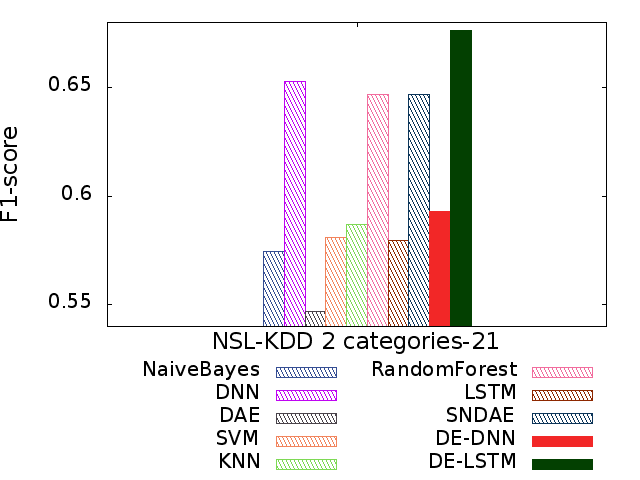 0.65
0.6
0.55
F1-score
NSL-KDD 2 categories-21
NaiveBayes
DNN
DAE
SVM
KNN
RandomForest
LSTM
SNDAE
DE-DNN
DE-LSTM